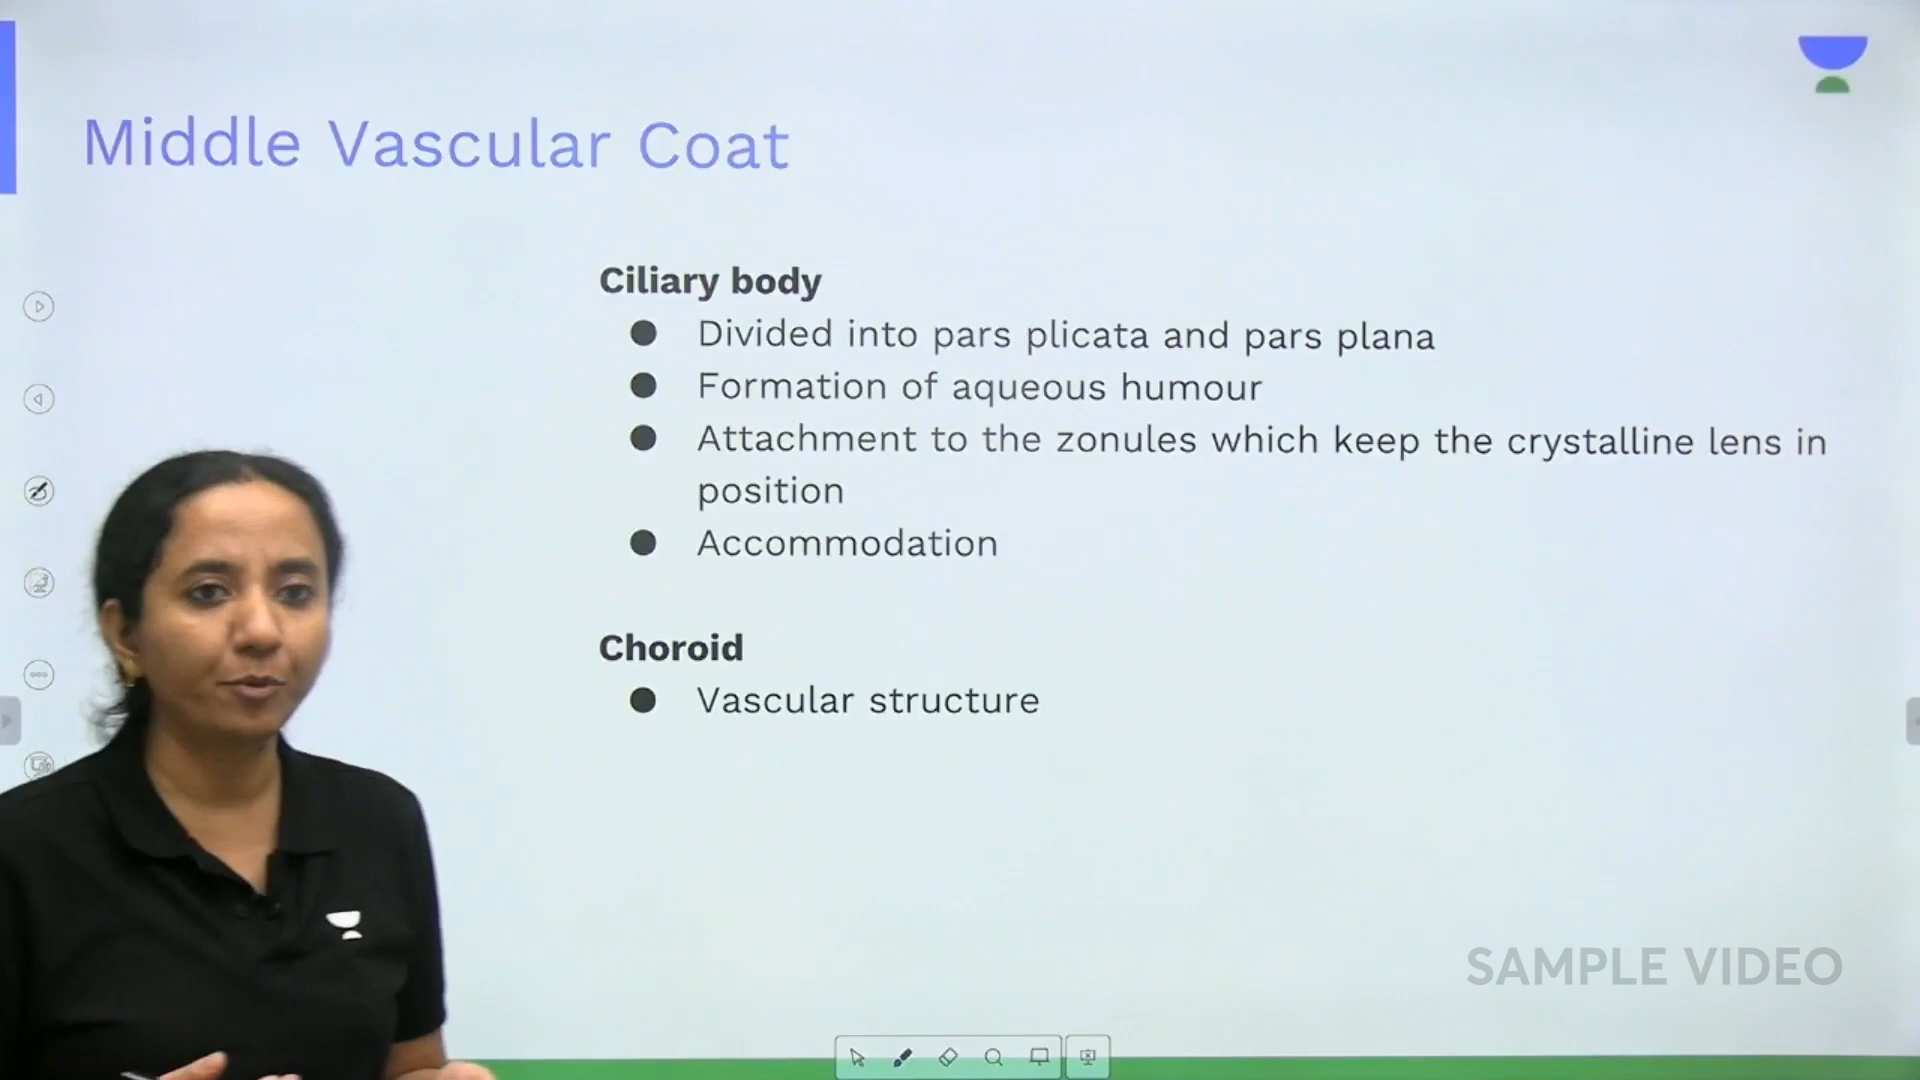 Middle Vascular Coat
Ciliary body
● Divided into pars plicata and pars plana
● Formation of aqueous humour
● Attachment to the zonules which keep the crystalline lens in
position
● Accommodation
Choroid
● Vascular structure
SAMPLE VIDEO